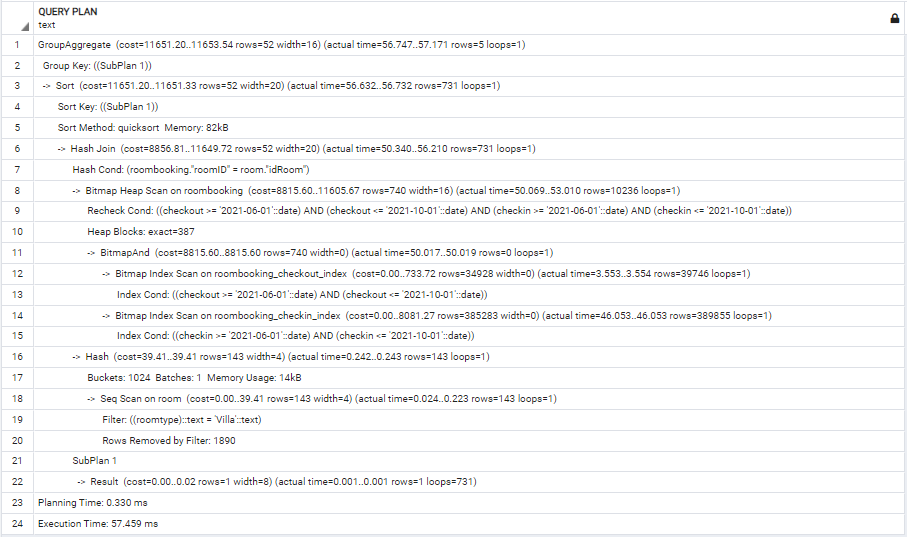 QUERY PLAN
text
1 GroupAggregate (cost=11651.20..11653.54 rows=52 width=16) (actual time=56.747..57.171 rows=5 loops=1)
2 Group Key: ((SubPlan 1))
3 -> Sort (cost=11651.20..11651.33 rows=52 width=20) (actual time=56.632..56.732 rows=731 loops=1)
4 Sort Key: ((SubPlan 1))
5 Sort Method: quicksort Memory: 82kB
6 -> Hash Join (cost=8856.81..11649.72 rows=52 width=20) (actual time=50.340..56.210 rows=731 loops=1)
7 Hash Cond: (roombooking."roomID" = room."idRoom")
8 -> Bitmap Heap Scan on roombooking (cost=8815.60..11605.67 rows=740 width=16) (actual time=50.069..53.010 rows=10236 loops=1)
9 Recheck Cond: ((checkout >= '2021-06-01'::date) AND (checkout <= '2021-10-01'::date) AND (checkin >= '2021-06-01'::date) AND (checkin <= '2021-10-01'::date))
10 Heap Blocks: exact=387
11 -> BitmapAnd (cost=8815.60..8815.60 rows=740 width=0) (actual time=50.017..50.019 rows=0 loops=1)
12 -> Bitmap Index Scan on roombooking_checkout_index (cost=0.00..733.72 rows=34928 width=0) (actual time=3.553..3.554 rows=39746 loops=1)
13 Index Cond: ((checkout >= '2021-06-01'::date) AND (checkout <= '2021-10-01'::date))
14 -> Bitmap Index Scan on roombooking_checkin_index (cost=0.00..8081.27 rows=385283 width=0) (actual time=46.053..46.053 rows=389855 loops=1)
15 Index Cond: ((checkin >= '2021-06-01'::date) AND (checkin <= '2021-10-01'::date))
16 -> Hash (cost=39.41..39.41 rows=143 width=4) (actual time=0.242..0.243 rows=143 loops=1)
17 Buckets: 1024 Batches: 1 Memory Usage: 14kB
18 -> Seq Scan on room (cost=0.00..39.41 rows=143 width=4) (actual time=0.024..0.223 rows=143 loops=1)
19 Filter: ((roomtype)::text = 'Villa'::text)
20 Rows Removed by Filter: 1890
21 SubPlan 1
22 -> Result (cost=0.00..0.02 rows=1 width=8) (actual time=0.001..0.001 rows=1 loops=731)
23 Planning Time: 0.330 ms
24 Execution Time: 57.459 ms